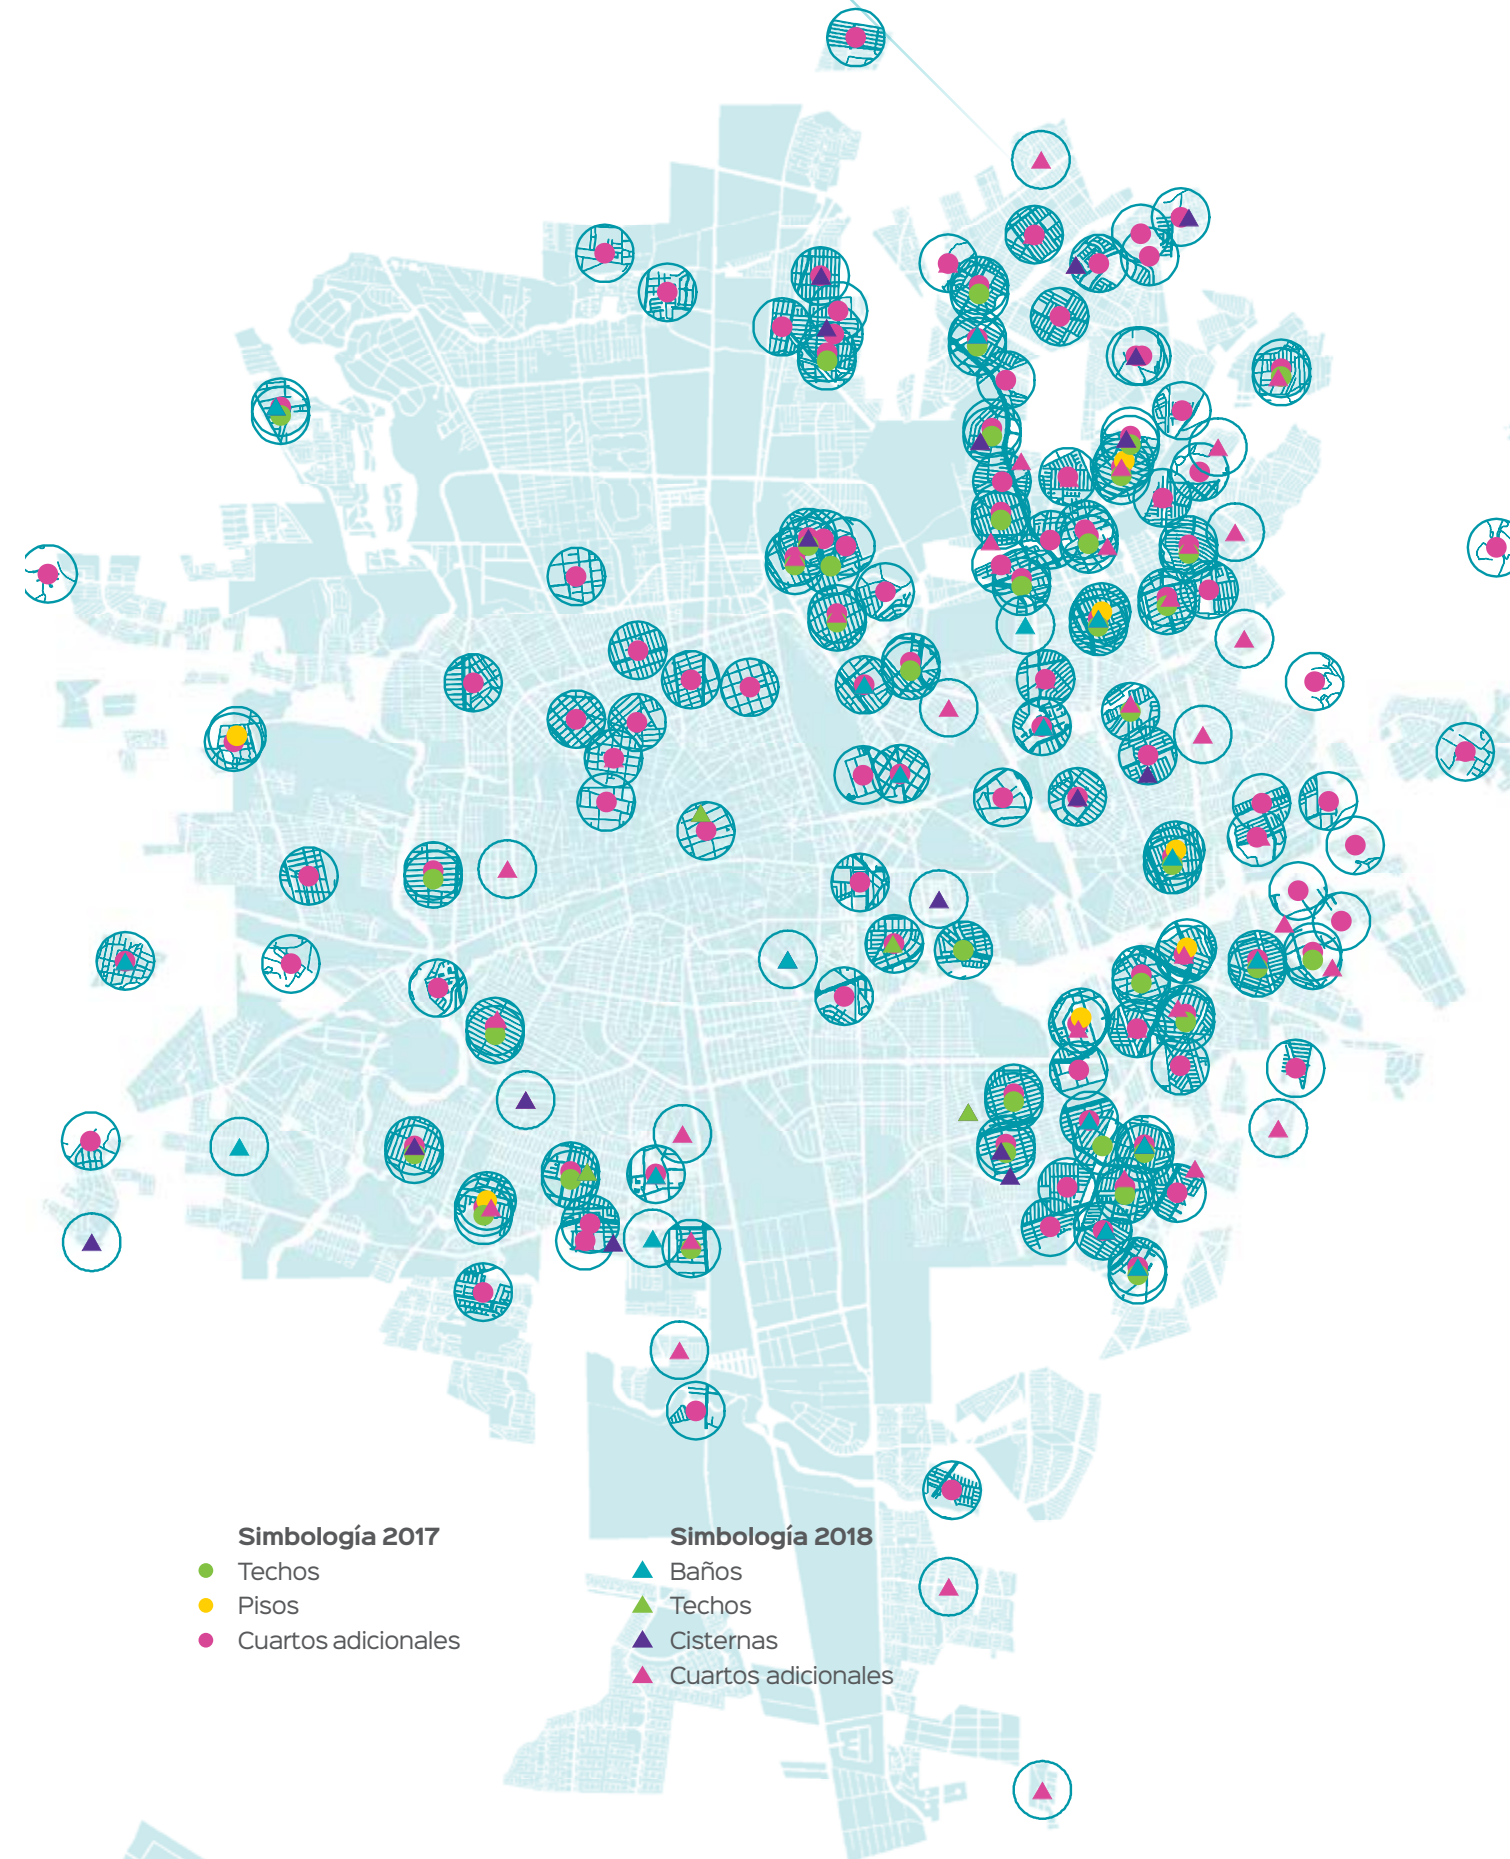 Simbología 2017
Techos
Pisos
Cuartos adicionales
Simbología 2018
Baños
Techos
Cisternas
Cuartos adicionales